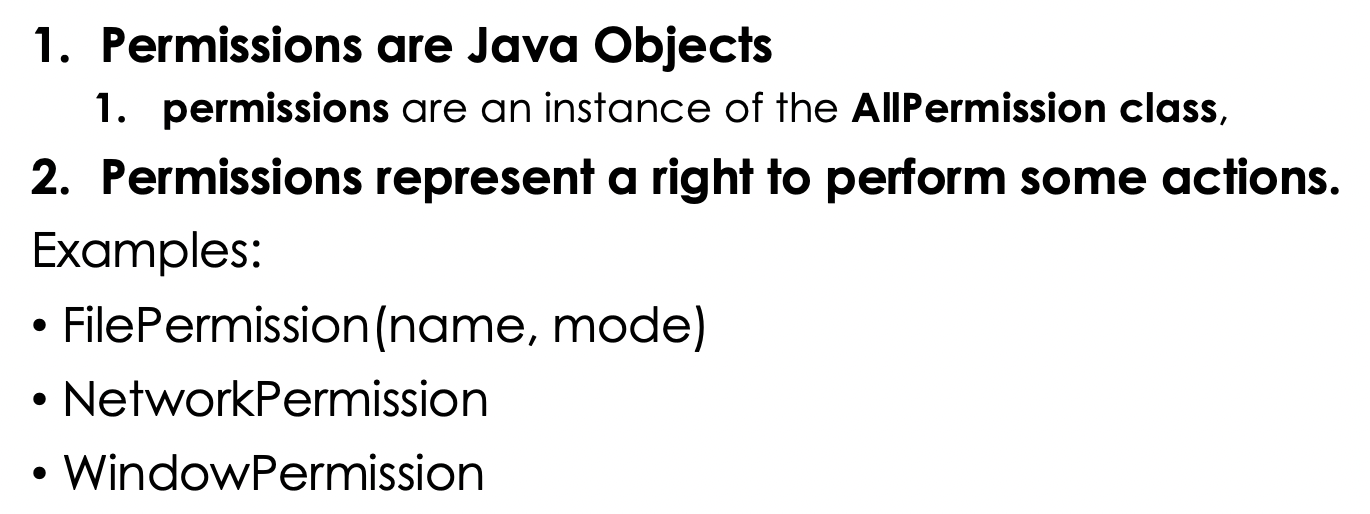 1. Permissions are Java Objects
1. permissions are an instance of the AllPermission class,
2. Permissions represent a right to perform some actions.
Examples:
• FilePermission(name, mode)
• NetworkPermission
• WindowPermission